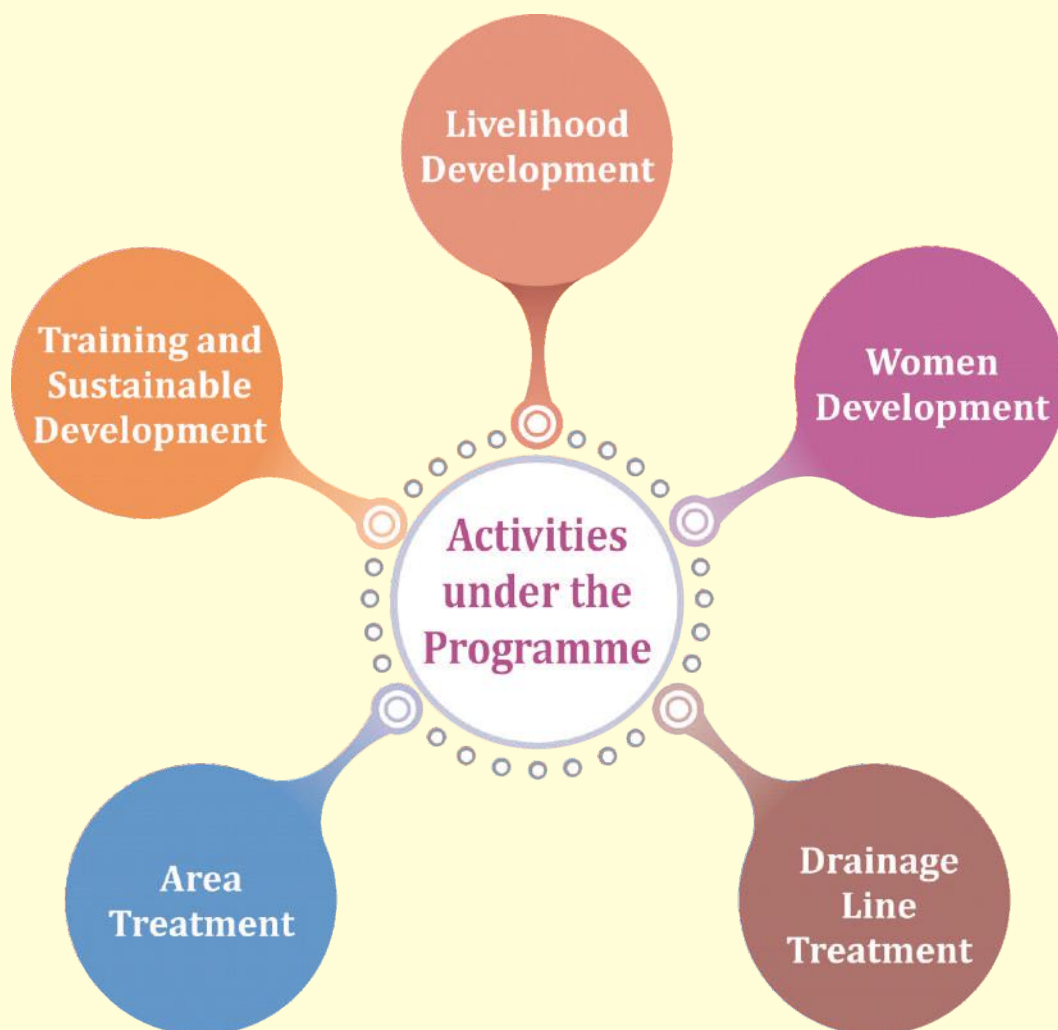 Livelihood
Development
Training and
Sustainable
Development
Women
Development
Activities
under the
Programme
Area
Treatment
Drainage
Line
Treatment